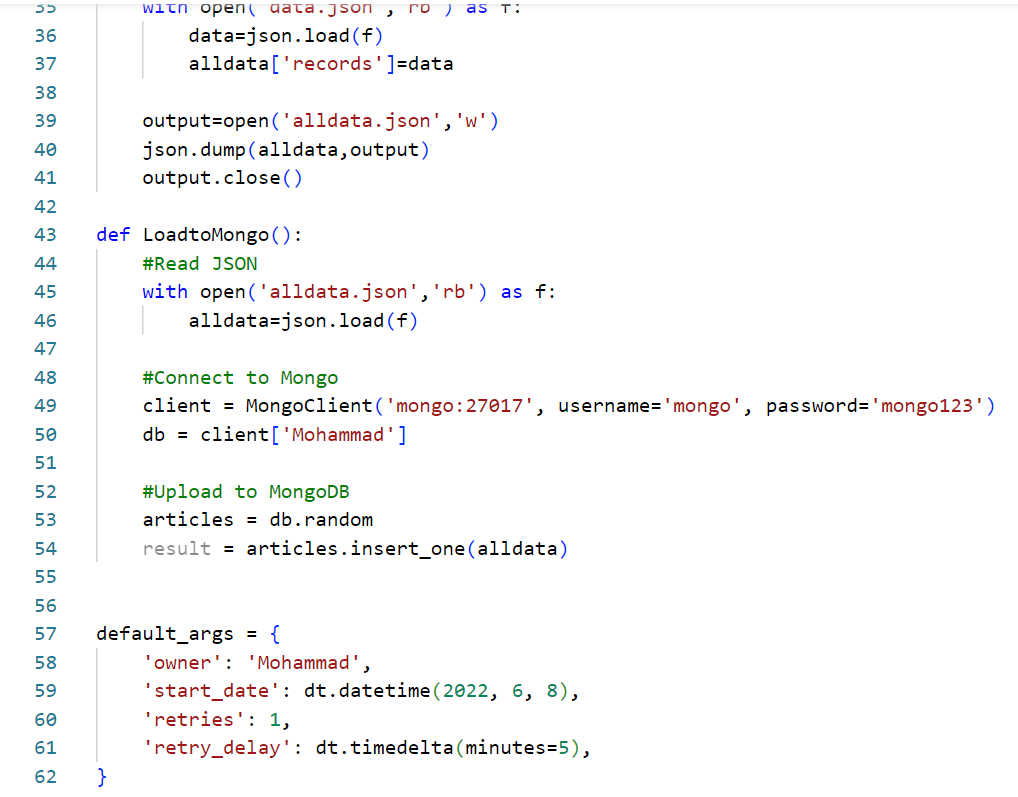 35 with open('data.json','rb') as f:
36 data=json.load(f)
37 alldata['records']=data
38
39 output=open('alldata.json','w')
40 json.dump(alldata,output)
41 output.close()
42
43 def LoadtoMongo():
44 #Read JSON
45 with open('alldata.json','rb') as f:
46 alldata=json.load(f)
47
48 #Connect to Mongo
49 client = MongoClient('mongo:27017', username='mongo', password='mongo123')
50 db = client['Mohammad']
51
52 #Upload to MongoDB
53 articles = db.random
54 result = articles.insert_one(alldata)
55
56
57 default_args = {
58 'owner': 'Mohammad',
59 'start_date': dt.datetime(2022, 6, 8),
60 'retries': 1,
61 'retry_delay': dt.timedelta(minutes=5),
62 }